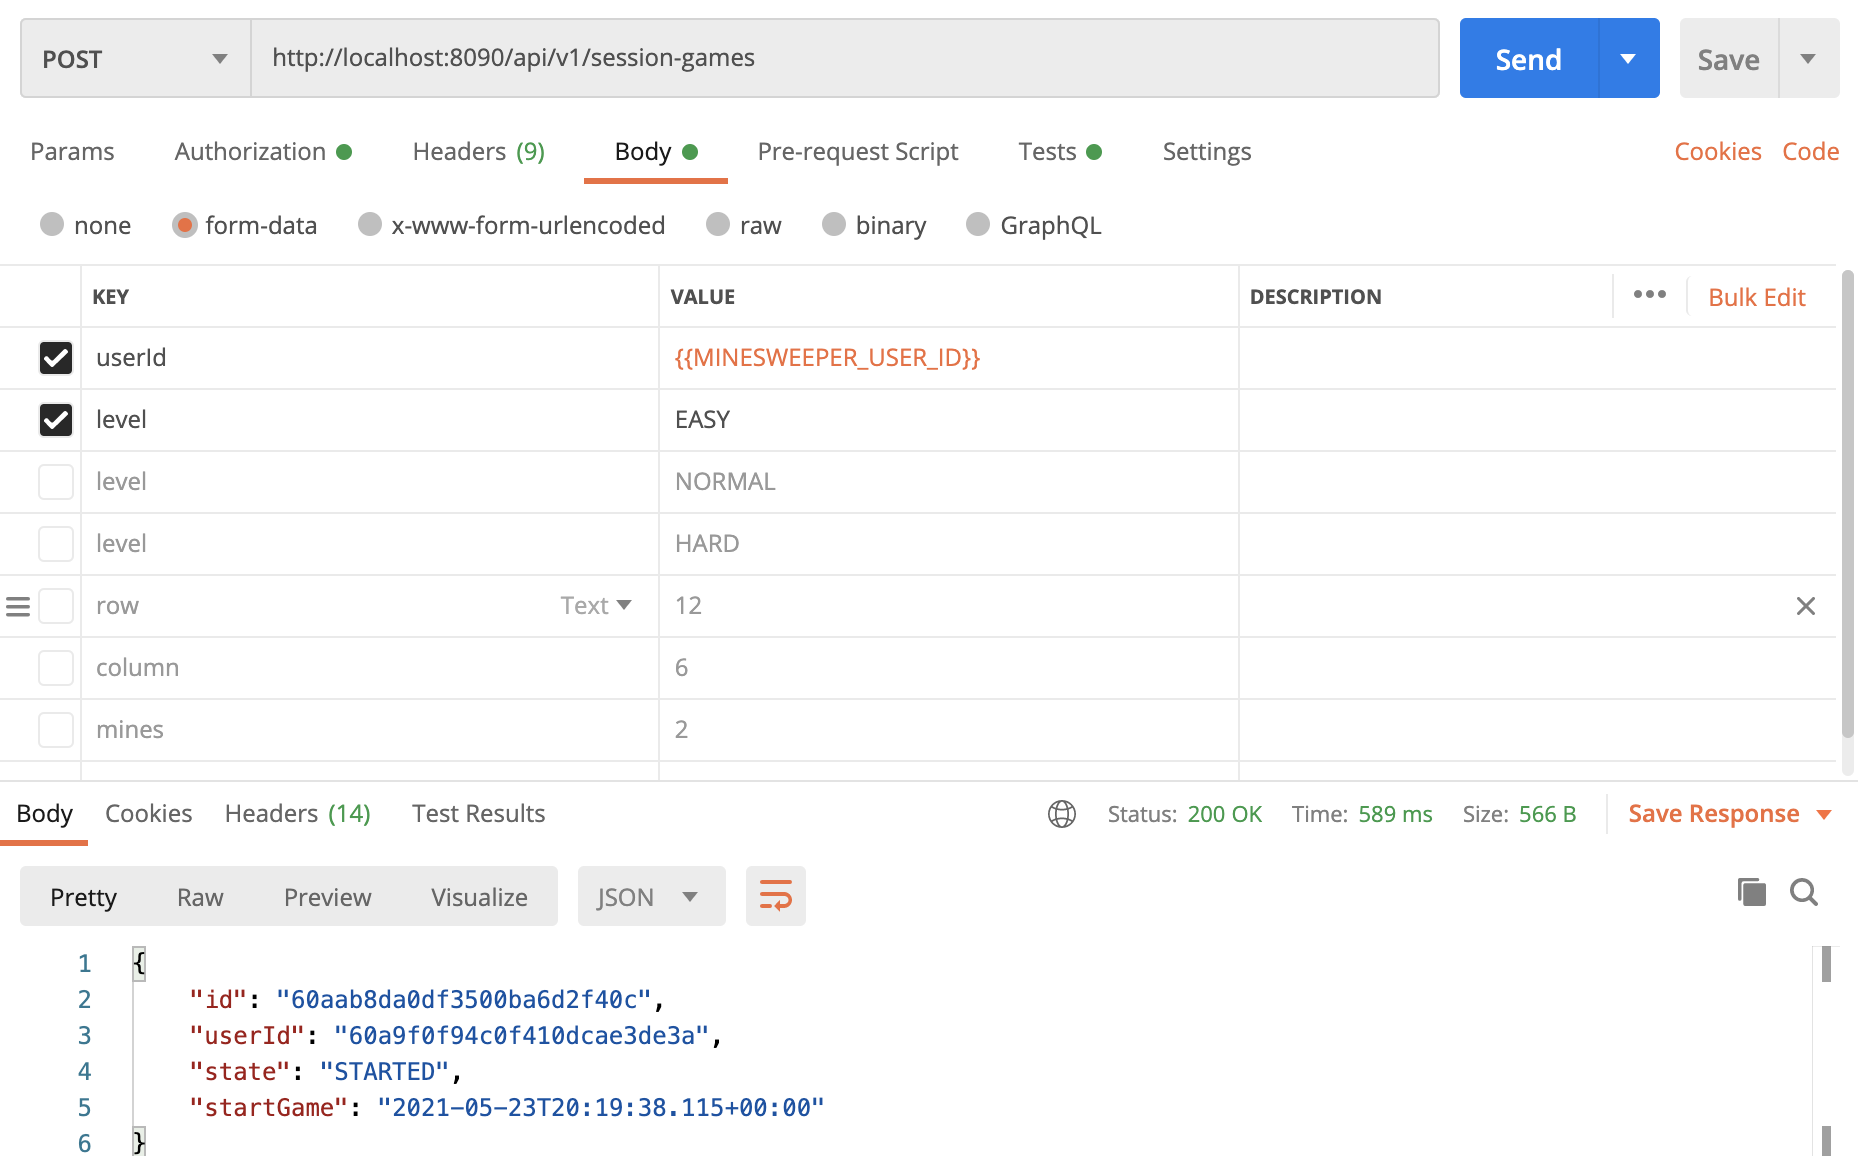 POST http://localhost:8090/api/v1/session-games Send Save
Params Authorization Headers (9) Body Pre-request Script Tests Settings Cookies Code
none form-data x-www-form-urlencoded raw binary GraphQL
KEY VALUE DESCRIPTION ••• Bulk Edit
userId {{MINESWEEPER_USER_ID}}
level EASY
level NORMAL
level HARD
row Text 12
column 6
mines 2
Body Cookies Headers (14) Test Results Status: 200 OK Time: 589 ms Size: 566 B Save Response
Pretty Raw Preview Visualize JSON
1 {
2 "id": "60aab8da0df3500ba6d2f40c",
3 "userId": "60a9f0f94c0f410dcae3de3a",
4 "state": "STARTED",
5 "startGame": "2021-05-23T20:19:38.115+00:00"
6 }